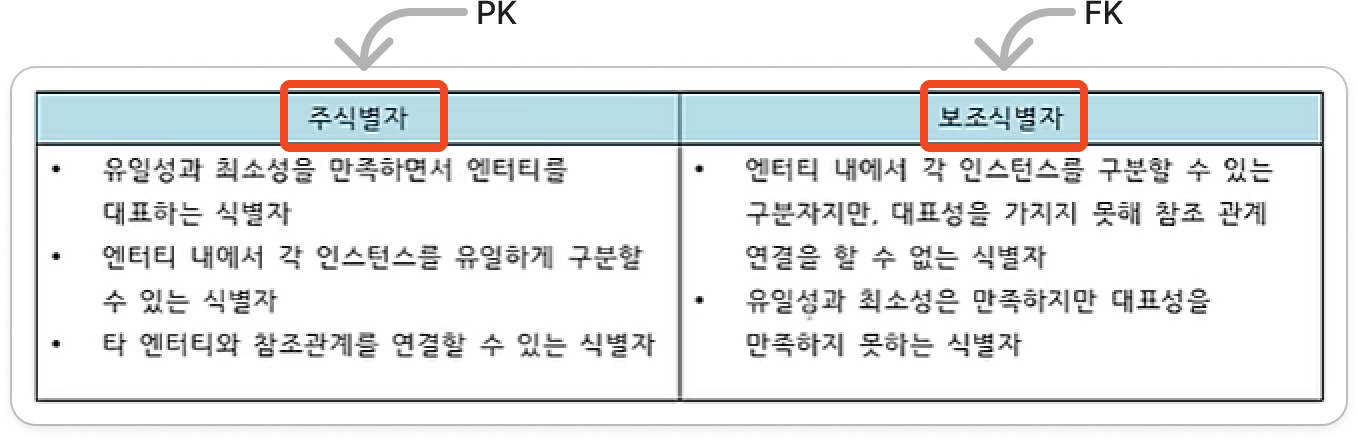 PK
FK
주식별자
보조식별자
• 유일성과 최소성을 만족하면서 엔터티를
대표하는 식별자
• 엔터티 내에서 각 인스턴스를 유일하게 구분할
수 있는 식별자
• 타 엔터티와 참조관계를 연결할 수 있는 식별자
• 엔터티 내에서 각 인스턴스를 구분할 수 있는
구분자지만, 대표성을 가지지 못해 참조 관계
연결을 할 수 없는 식별자
• 유일성과 최소성은 만족하지만 대표성을
만족하지 못하는 식별자